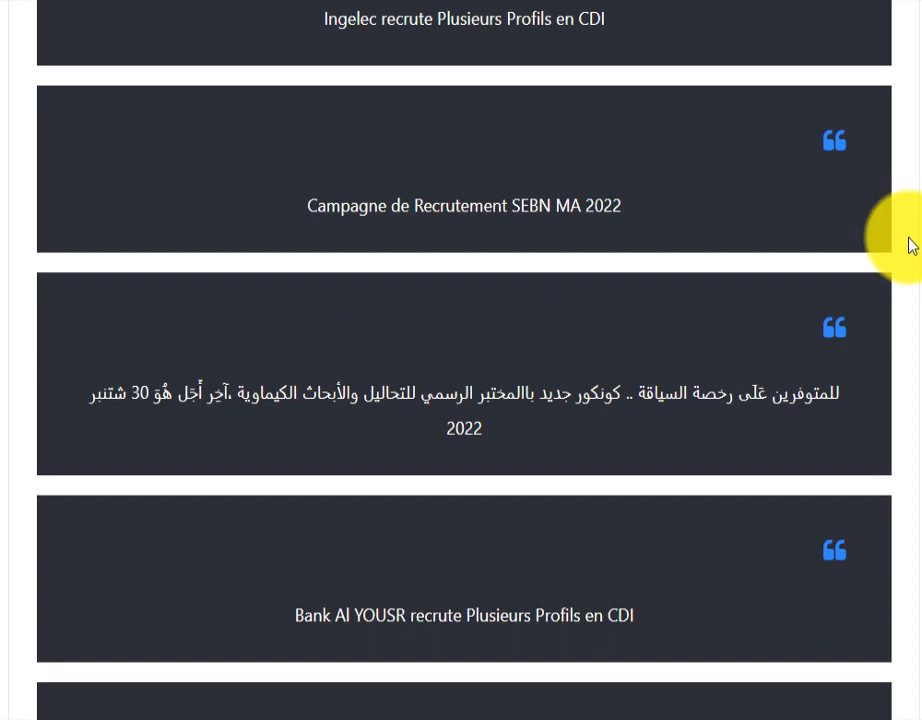 Ingelec recrute Plusieurs Profils en CDI
Campagne de Recrutement SEBN MA 2022
للمتوفرين عَلَى رخصة السياقة .. كونكور جديد باالمختبر الرسمي للتحاليل والأبحاث الكيماوية ،آخِر أَجَل هُوَ 30 شتنبر
2022
Bank Al YOUSR recrute Plusieurs Profils en CDI